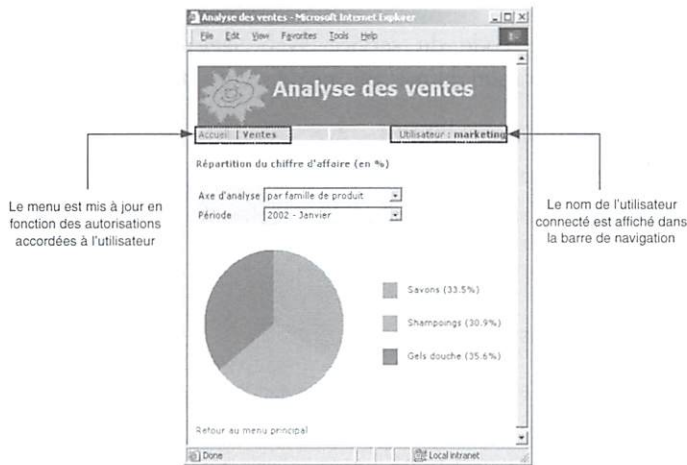 Analyse des ventes - Microsoft Internet Explorer
File Edit View Favorites Tools Help
Analyse des ventes
Accueil | Ventes
Utilisateur : marketing
Répartition du chiffre d'affaire (en %)
Axe d'analyse par famille de produit
Période 2002 - Janvier
Le menu est mis à jour en
fonction des autorisations
accordées à l'utilisateur
Le nom de l'utilisateur
connecté est affiché dans
la barre de navigation
Savons (33.5%)
Shampoings (30.9%)
Gels douche (35.6%)
Retour au menu principal
Done
Local intranet